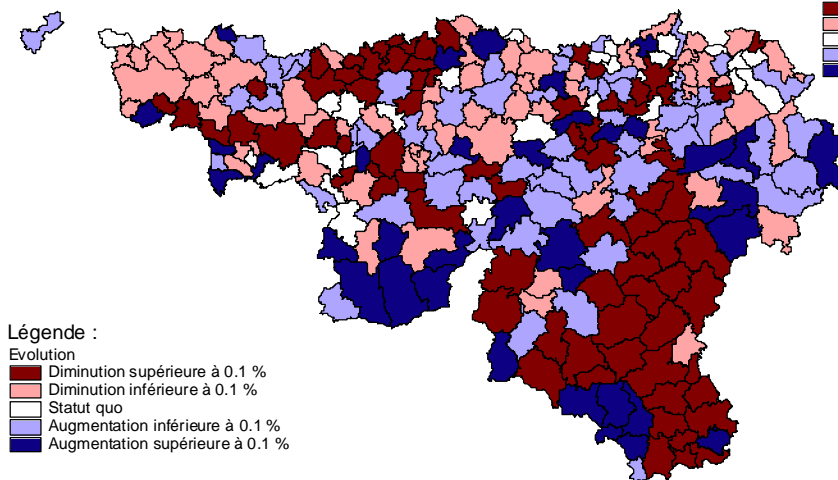 Légende :
Evolution
Diminution supérieure à 0.1 %
Diminution inférieure à 0.1 %
Statut quo
Augmentation inférieure à 0.1 %
Augmentation supérieure à 0.1 %